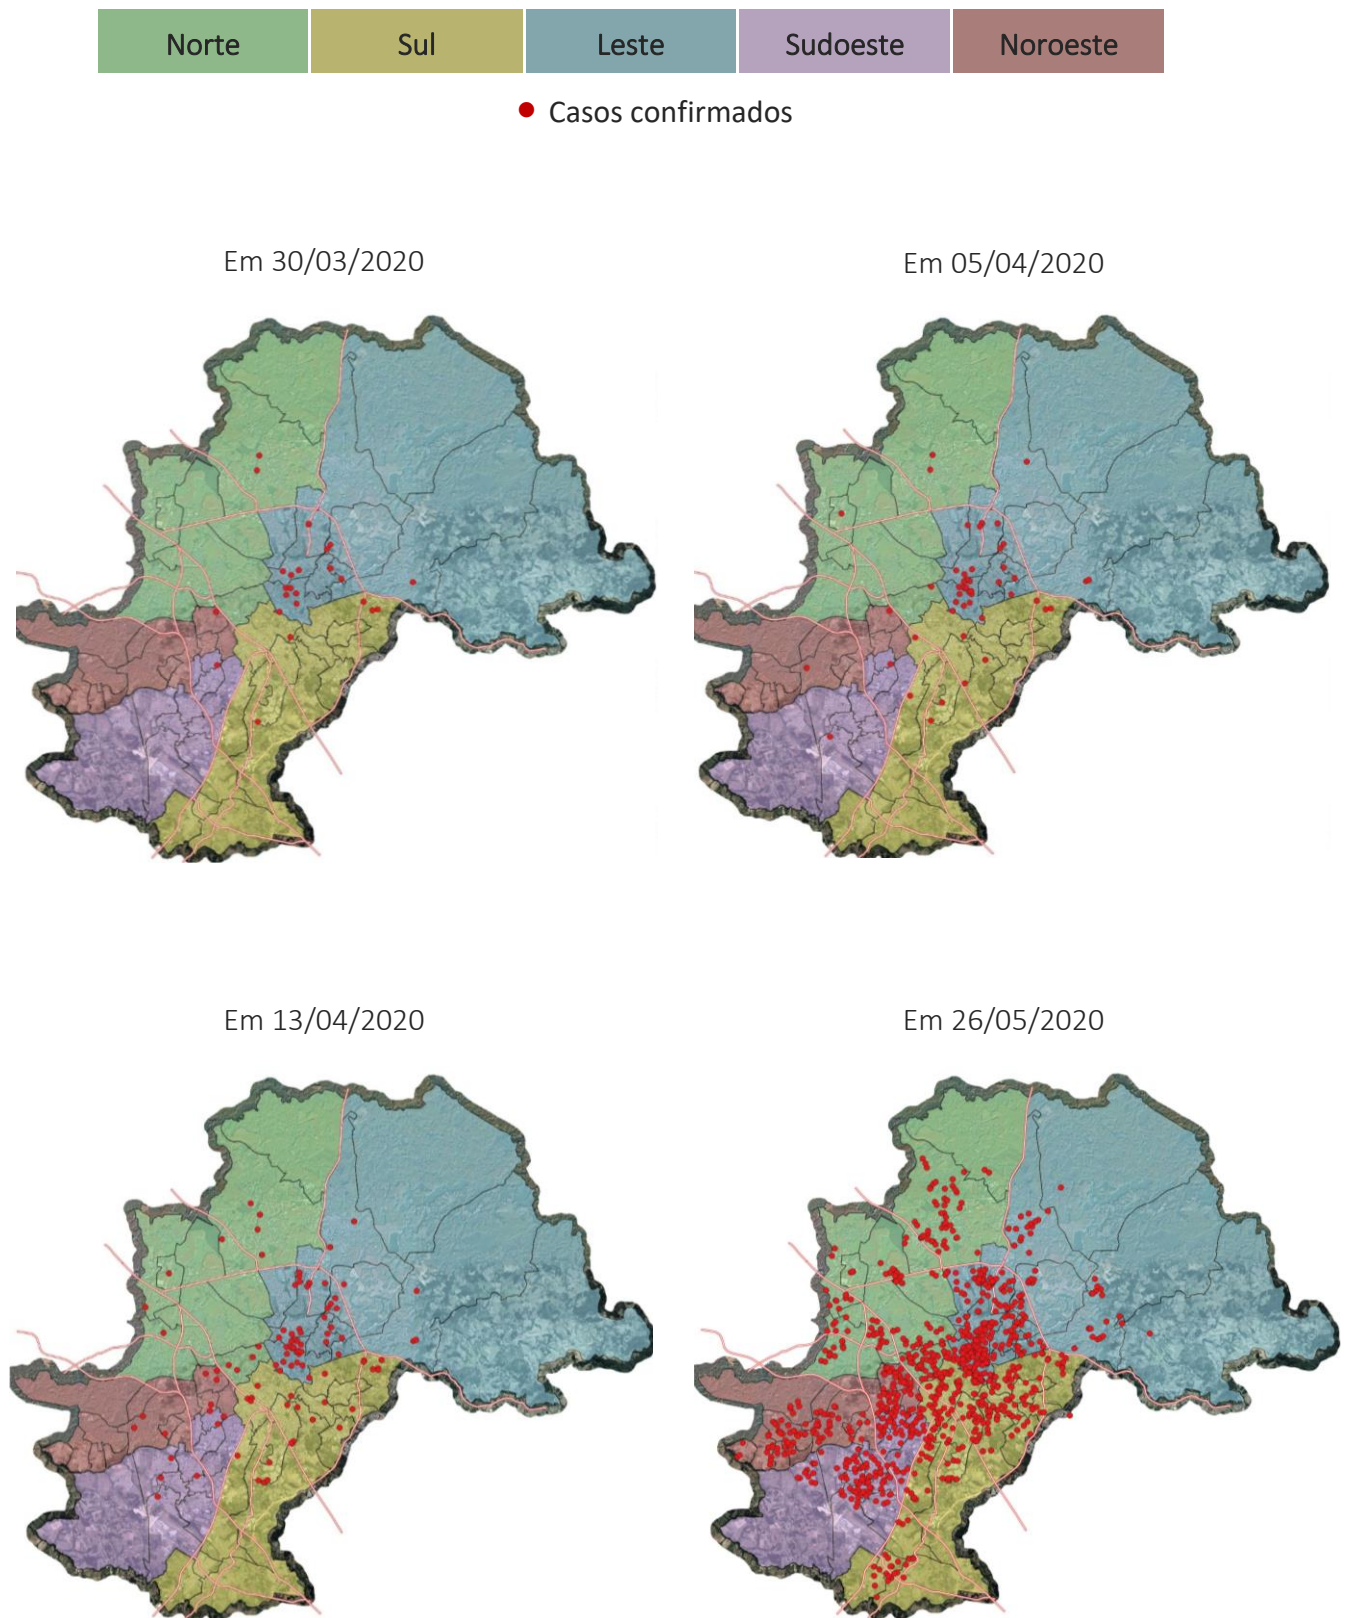 Norte Sul Leste Sudoeste Noroeste
Casos confirmados
Em 30/03/2020
Em 05/04/2020
Em 13/04/2020
Em 26/05/2020